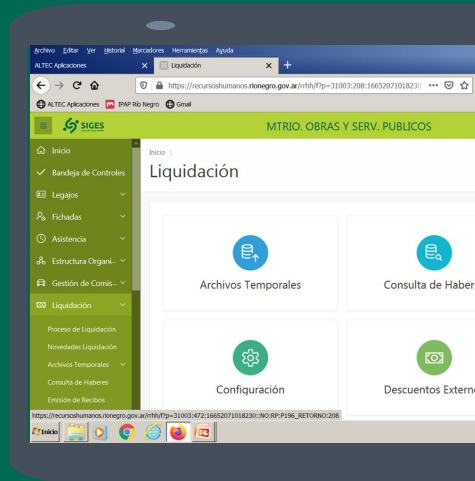 Archivo Editar Ver Historial Marcadores Herramientas Ayuda
ALTEC Aplicaciones × Liquidación × +
https://recursoshumanos.rionegro.gov.ar/rrhh/f?p=31003:208:16652071018230
ALTEC Aplicaciones IPAP Río Negro Gmail
SIGES MTRIO. OBRAS Y SERV. PUBLICOS
Inicio
Bandeja de Controles
Legajos
Fichadas
Asistencia
Estructura Organi...
Gestión de Comis...
Liquidación
Proceso de Liquidación
Novedades Liquidación
Archivos Temporales
Consulta de Haberes
Emisión de Recibos
Inicio \
Liquidación
Archivos Temporales
Consulta de Habere
Configuración
Descuentos Externo
https://recursoshumanos.rionegro.gov.ar/rrhh/f?p=31003:472:16652071018230::NO:RP:P196_RETORNO:208
Inicio